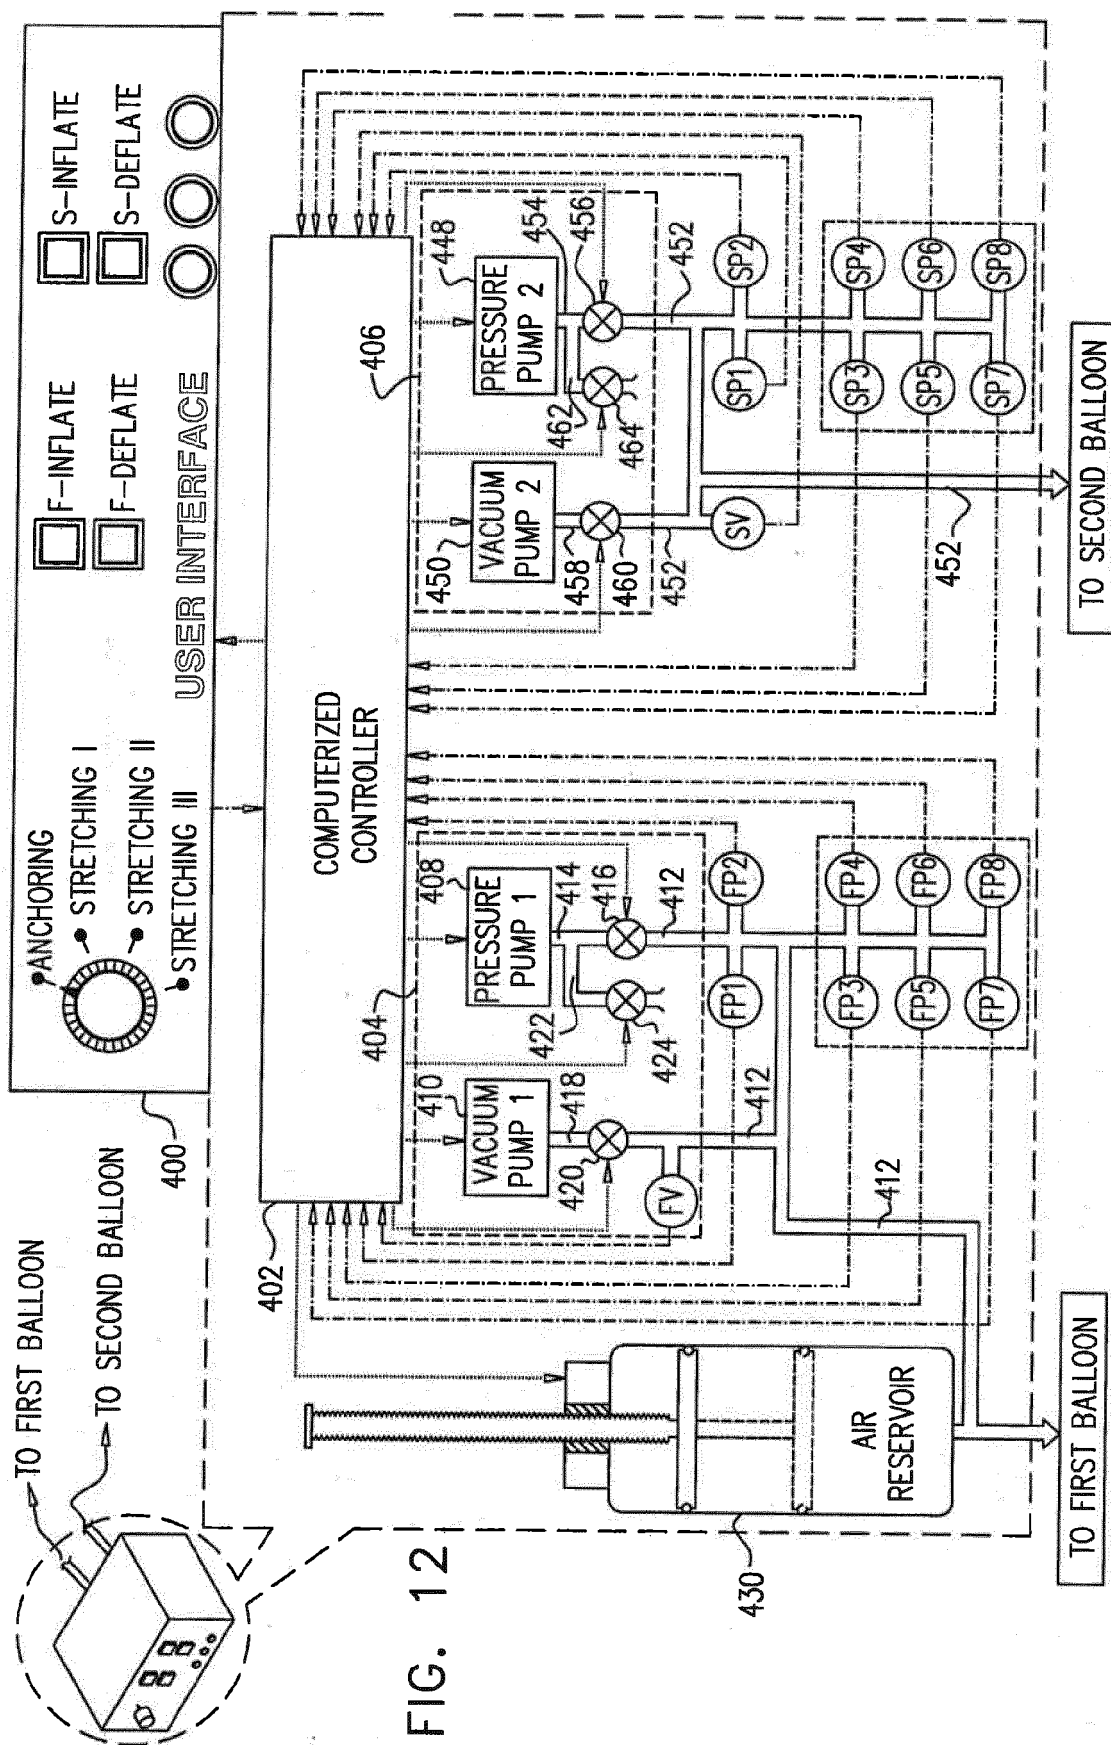 TO FIRST BALLOON
TO SECOND BALLOON
FIG. 12
400
ANCHORING
STRETCHING I
STRETCHING II
STRETCHING III
F-INFLATE
F-DEFLATE
S-INFLATE
S-DEFLATE
USER INTERFACE
402
COMPUTERIZED
CONTROLLER
404
406
410
VACUUM
PUMP 1
418
420
FV
408
PRESSURE
PUMP 1
414
416
422
424
412
412
412
FP1
FP2
FP3
FP4
FP5
FP6
FP7
FP8
450
VACUUM
PUMP 2
458
460
452
SV
448
PRESSURE
PUMP 2
454
456
462
464
452
452
SP1
SP2
SP3
SP4
SP5
SP6
SP7
SP8
AIR
RESERVOIR
430
TO FIRST BALLOON
TO SECOND BALLOON